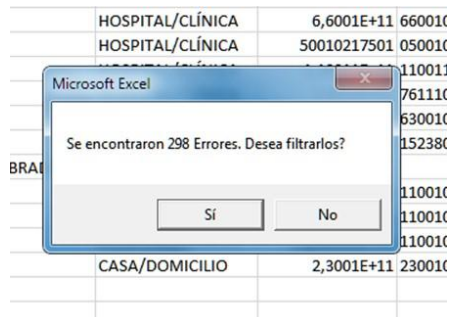 HOSPITAL/CLÍNICA 6,6001E+11 660010
HOSPITAL/CLÍNICA 50010217501 050010
110011
Microsoft Excel
761110
630010
Se encontraron 298 Errores. Desea filtrarlos?
152380
BRAD
110010
Sí No
110010
110010
CASA/DOMICILIO 2,3001E+11 230010